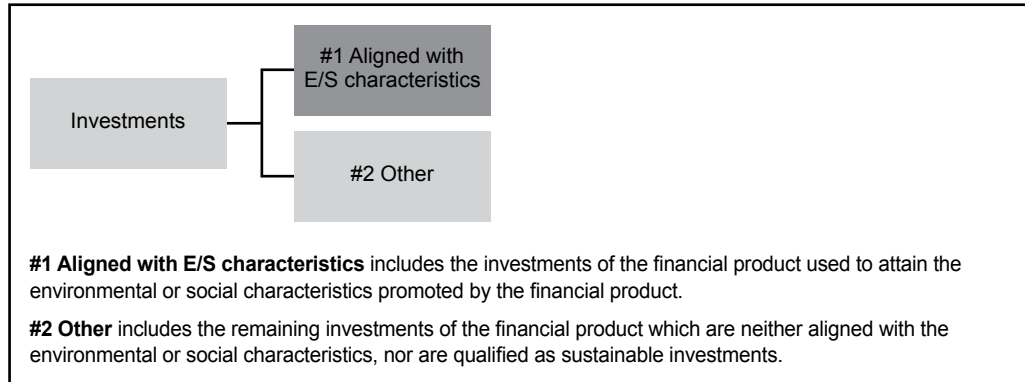 #1 Aligned with
E/S characteristics
Investments
#2 Other
#1 Aligned with E/S characteristics includes the investments of the financial product used to attain the
environmental or social characteristics promoted by the financial product.
#2 Other includes the remaining investments of the financial product which are neither aligned with the
environmental or social characteristics, nor are qualified as sustainable investments.